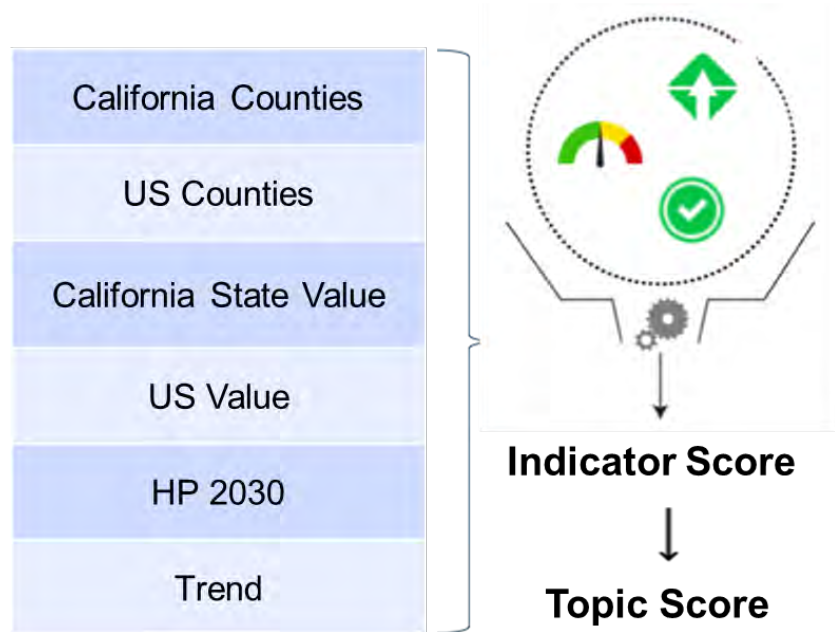 California Counties
US Counties
California State Value
US Value
HP 2030
Trend
Indicator Score
Topic Score